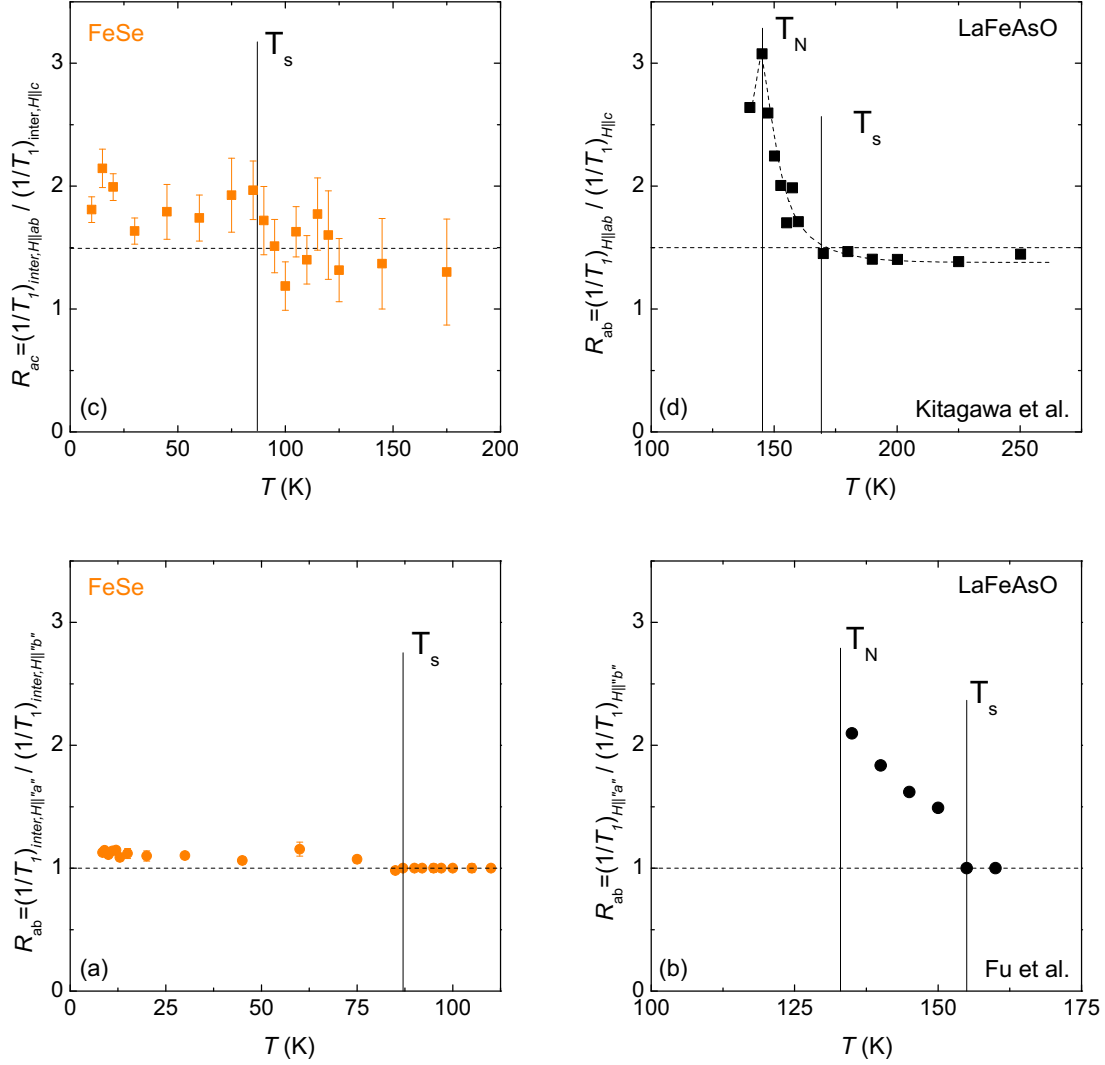 FeSe
T_s
3
2
1
0
0
50
100
150
200
T (K)
R_ac=(1/T_1)_inter,H||ab / (1/T_1)_inter,H||c
(c)
LaFeAsO
T_N
T_s
3
2
1
0
100
150
200
250
T (K)
R_ab=(1/T_1)_H||ab / (1/T_1)_H||c
(d)
Kitagawa et al.
FeSe
T_s
3
2
1
0
0
25
50
75
100
T (K)
R_ab=(1/T_1)_inter,H||"a" / (1/T_1)_inter,H||"b"
(a)
LaFeAsO
T_N
T_s
3
2
1
0
100
125
150
175
T (K)
R_ab=(1/T_1)_H||"a" / (1/T_1)_H||"b"
(b)
Fu et al.